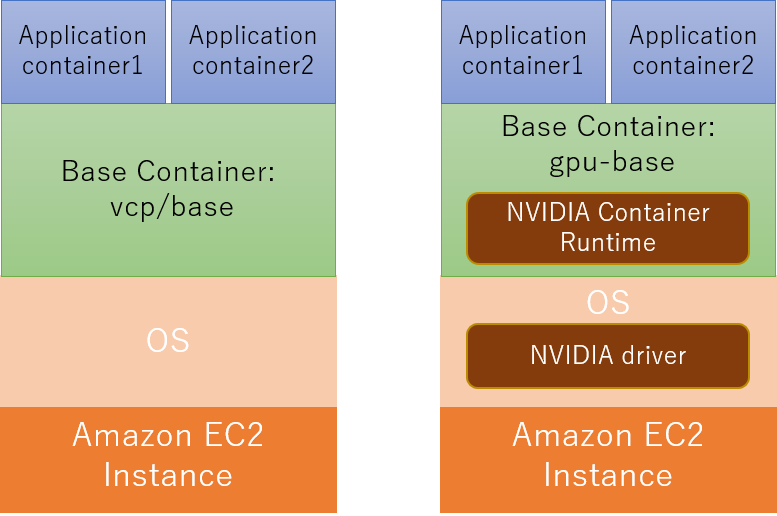 Application
container1
Application
container2
Base Container:
vcp/base
OS
Amazon EC2
Instance
Application
container1
Application
container2
Base Container:
gpu-base
NVIDIA Container
Runtime
OS
NVIDIA driver
Amazon EC2
Instance